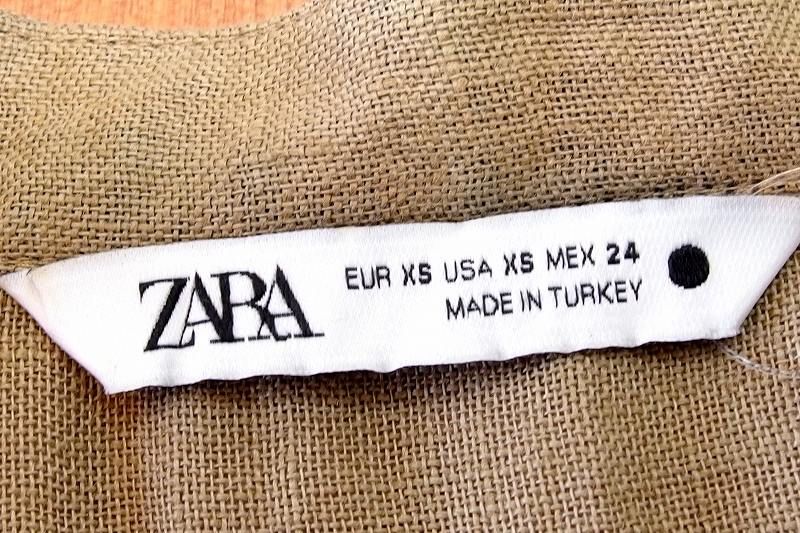 ZARA
EUR XS USA XS MEX 24
MADE IN TURKEY